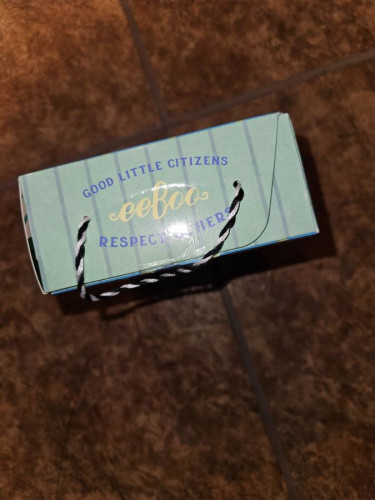 GOOD LITTLE CITIZENS
eeBoo
RESPECT OTHERS